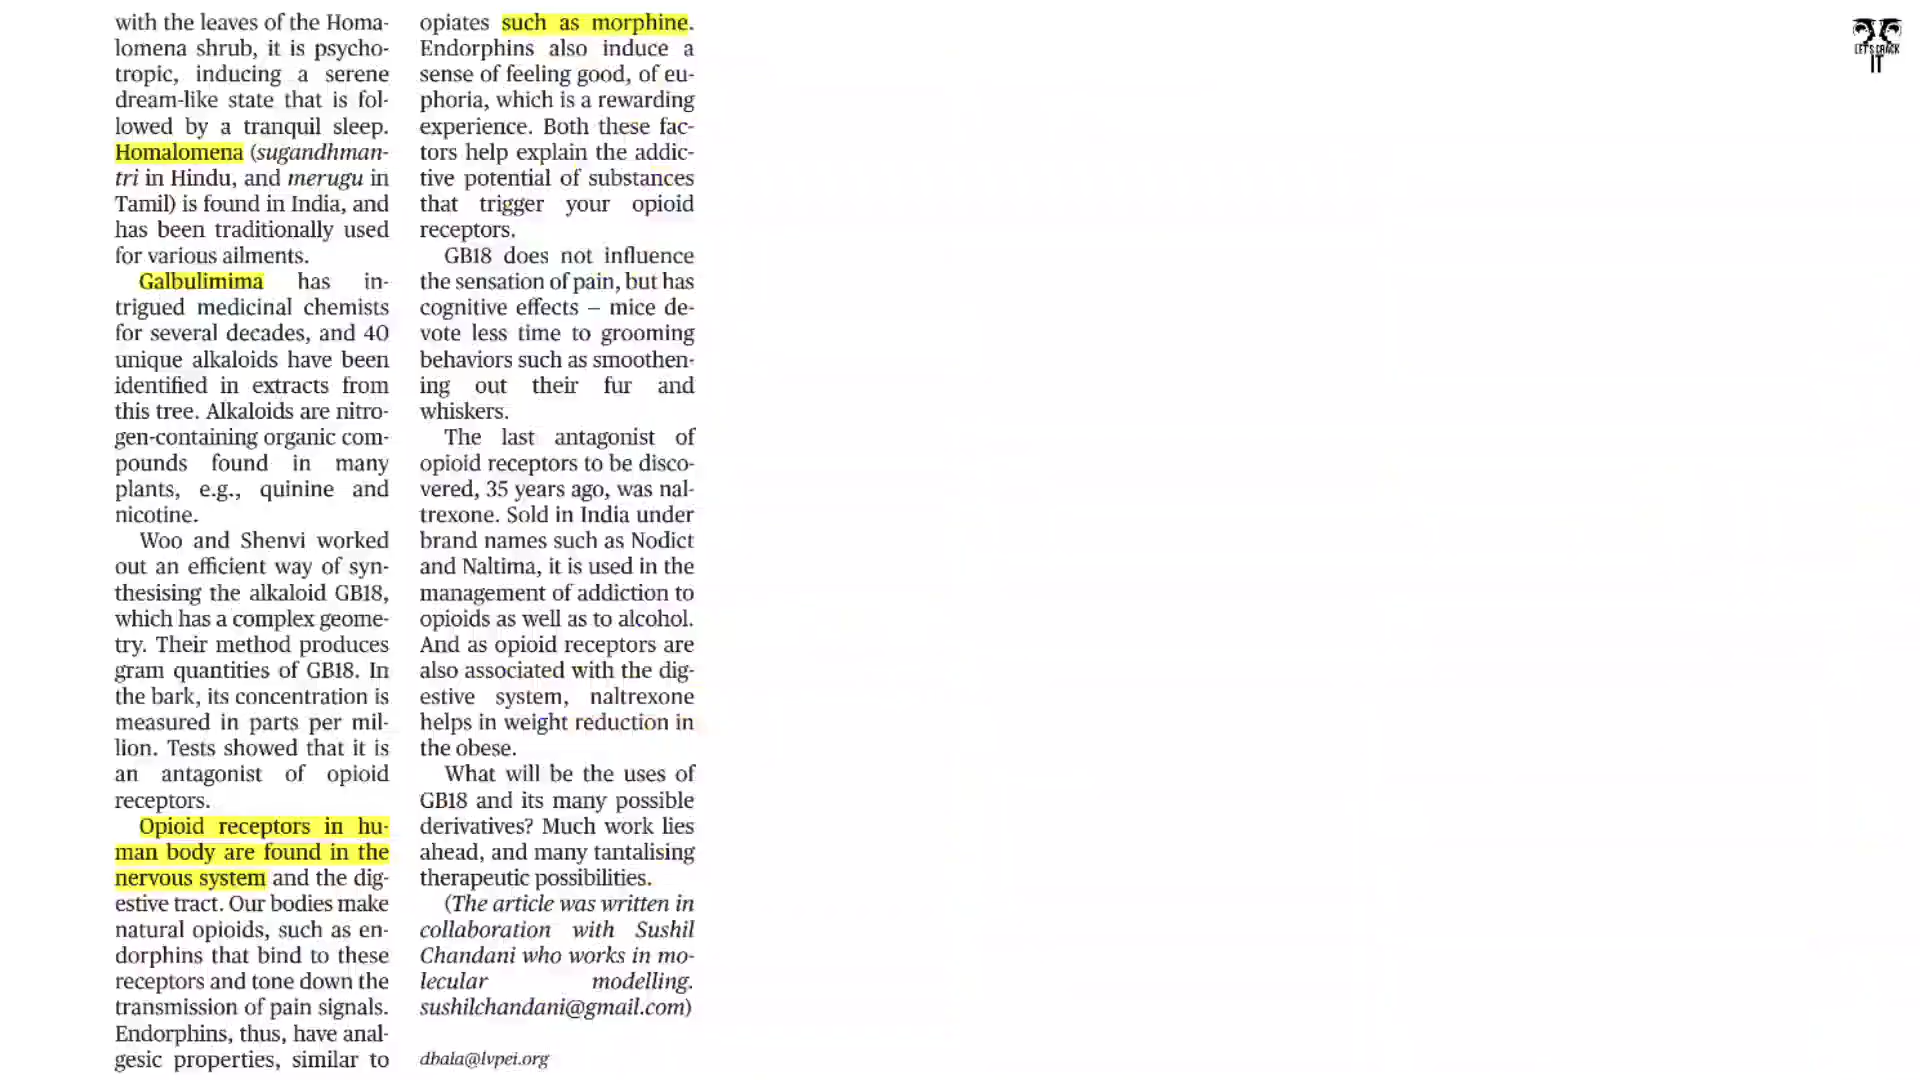 with the leaves of the Homa-
lomena shrub, it is psycho-
tropic, inducing a serene
dream-like state that is fol-
lowed by a tranquil sleep.
Homalomena (sugandhman-
tri in Hindu, and merugu in
Tamil) is found in India, and
has been traditionally used
for various ailments.
Galbulimima has in-
trigued medicinal chemists
for several decades, and 40
unique alkaloids have been
identified in extracts from
this tree. Alkaloids are nitro-
gen-containing organic com-
pounds found in many
plants, e.g., quinine and
nicotine.
Woo and Shenvi worked
out an efficient way of syn-
thesising the alkaloid GB18,
which has a complex geome-
try. Their method produces
gram quantities of GB18. In
the bark, its concentration is
measured in parts per mil-
lion. Tests showed that it is
an antagonist of opioid
receptors.
Opioid receptors in hu-
man body are found in the
nervous system and the dig-
estive tract. Our bodies make
natural opioids, such as en-
dorphins that bind to these
receptors and tone down the
transmission of pain signals.
Endorphins, thus, have anal-
gesic properties, similar to
opiates such as morphine.
Endorphins also induce a
sense of feeling good, of eu-
phoria, which is a rewarding
experience. Both these fac-
tors help explain the addic-
tive potential of substances
that trigger your opioid
receptors.
GB18 does not influence
the sensation of pain, but has
cognitive effects – mice de-
vote less time to grooming
behaviors such as smoothen-
ing out their fur and
whiskers.
The last antagonist of
opioid receptors to be disco-
vered, 35 years ago, was nal-
trexone. Sold in India under
brand names such as Nodict
and Naltima, it is used in the
management of addiction to
opioids as well as to alcohol.
And as opioid receptors are
also associated with the dig-
estive system, naltrexone
helps in weight reduction in
the obese.
What will be the uses of
GB18 and its many possible
derivatives? Much work lies
ahead, and many tantalising
therapeutic possibilities.
(The article was written in
collaboration with Sushil
Chandani who works in mo-
lecular modelling.
sushilchandani@gmail.com)
dbala@lvpei.org
LET'S CRACK
IT